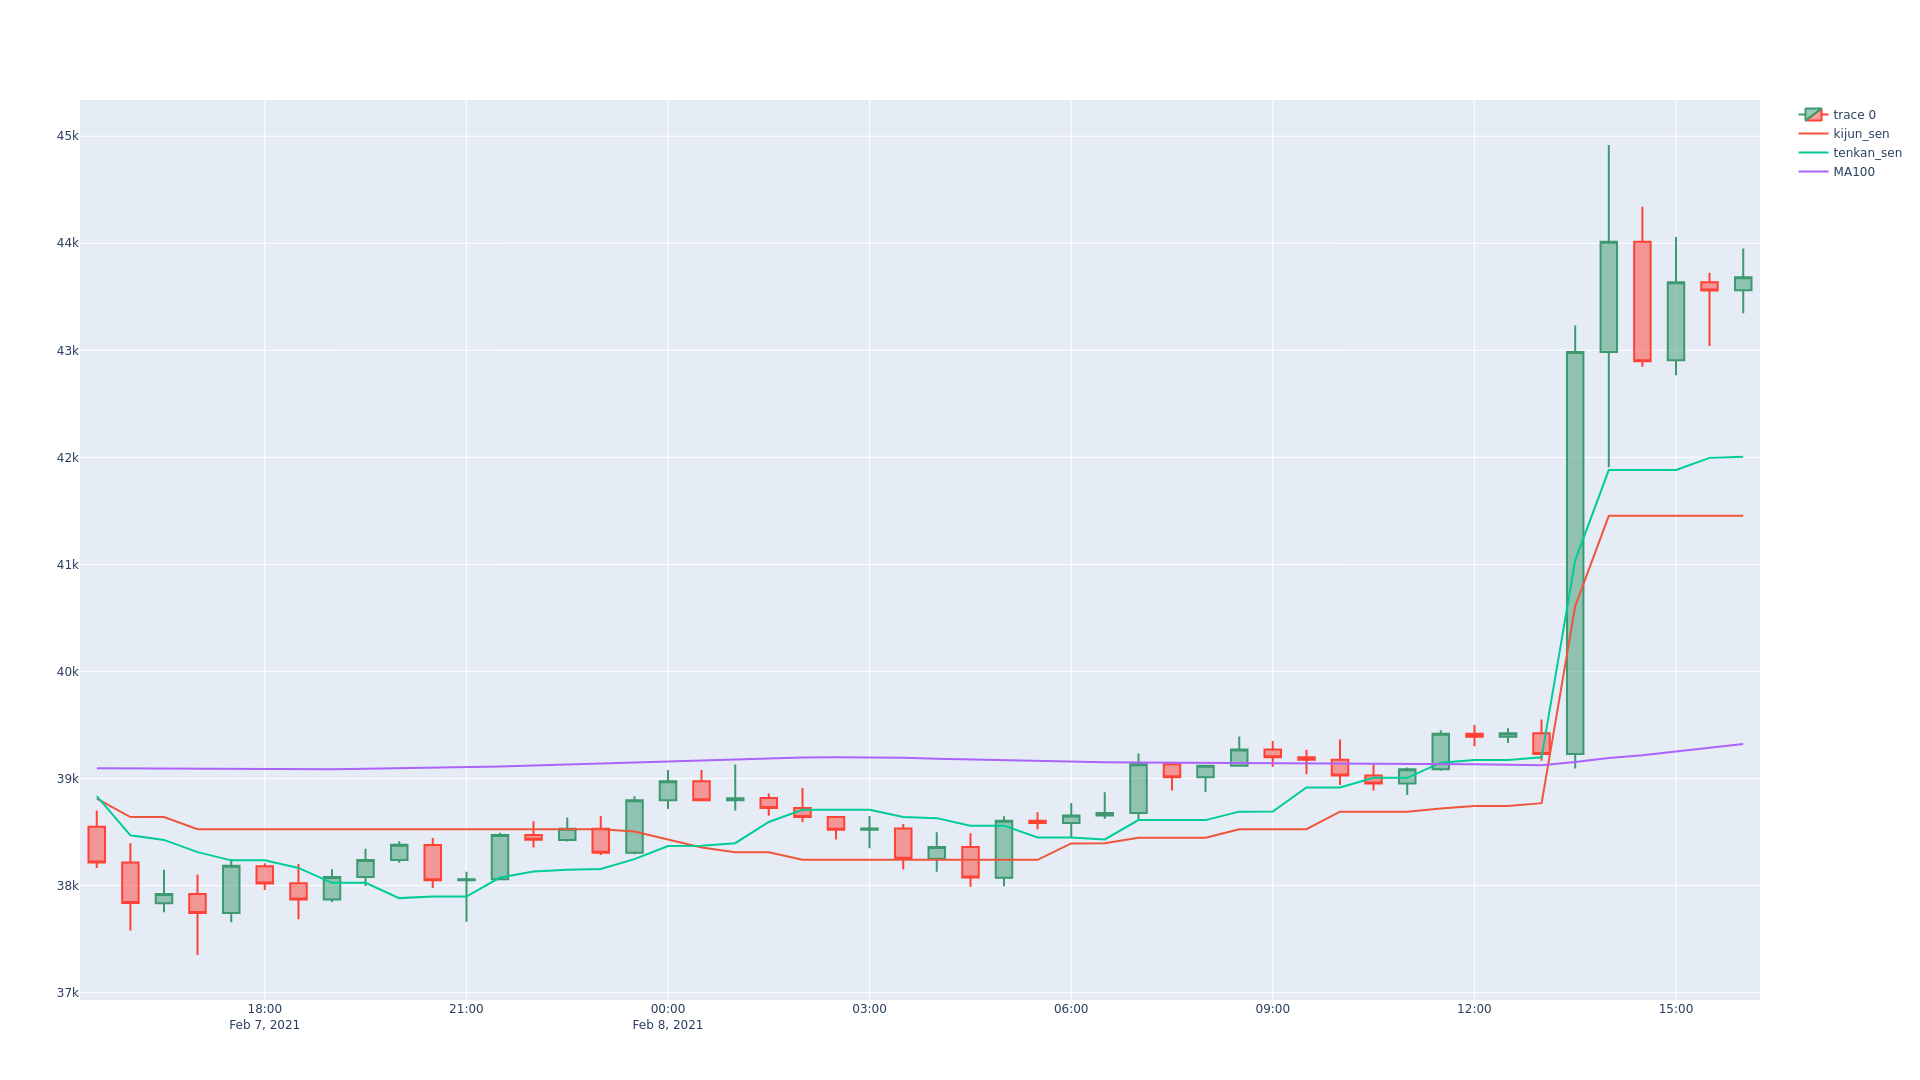 45k
44k
43k
42k
41k
40k
39k
38k
37k
18:00
Feb 7, 2021
21:00
00:00
Feb 8, 2021
03:00
06:00
09:00
12:00
15:00
trace 0
kijun_sen
tenkan_sen
MA100